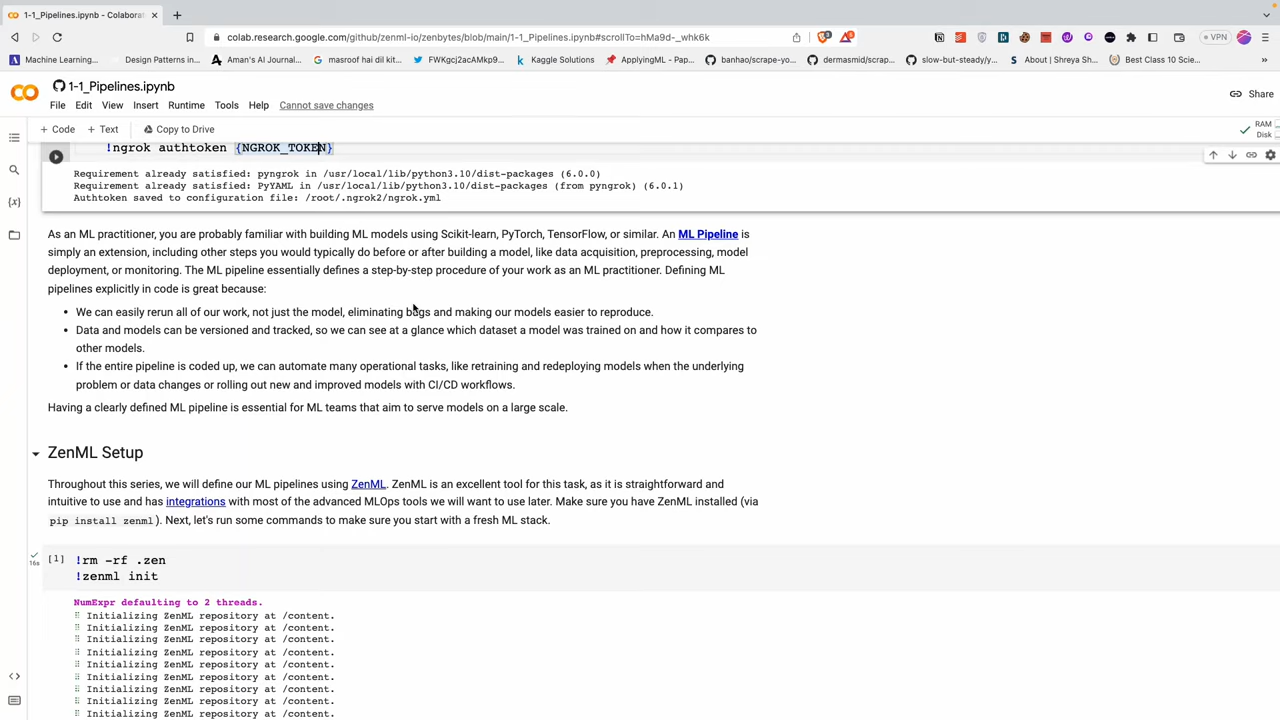 1-1_Pipelines.ipynb - Colabora
colab.research.google.com/github/zenml-io/zenbytes/blob/main/1-1_Pipelines.ipynb#scrollTo=hMa9d-_whk6k
VPN
Machine Learning...
Design Patterns in...
Aman's AI Journal...
masroof hai dil kit...
FWKgcj2acAMkp9...
Kaggle Solutions
ApplyingML - Pap...
banhao/scrape-yo...
dermasmid/scrap...
slow-but-steady/y...
About | Shreya Sh...
Best Class 10 Scie...
1-1_Pipelines.ipynb
File Edit View Insert Runtime Tools Help Cannot save changes
Share
+ Code + Text Copy to Drive
RAM
Disk
!ngrok authtoken {NGROK_TOKEN}
Requirement already satisfied: pyngrok in /usr/local/lib/python3.10/dist-packages (6.0.0)
Requirement already satisfied: PyYAML in /usr/local/lib/python3.10/dist-packages (from pyngrok) (6.0.1)
Authtoken saved to configuration file: /root/.ngrok2/ngrok.yml
As an ML practitioner, you are probably familiar with building ML models using Scikit-learn, PyTorch, TensorFlow, or similar. An ML Pipeline is
simply an extension, including other steps you would typically do before or after building a model, like data acquisition, preprocessing, model
deployment, or monitoring. The ML pipeline essentially defines a step-by-step procedure of your work as an ML practitioner. Defining ML
pipelines explicitly in code is great because:
• We can easily rerun all of our work, not just the model, eliminating bugs and making our models easier to reproduce.
• Data and models can be versioned and tracked, so we can see at a glance which dataset a model was trained on and how it compares to
other models.
• If the entire pipeline is coded up, we can automate many operational tasks, like retraining and redeploying models when the underlying
problem or data changes or rolling out new and improved models with CI/CD workflows.
Having a clearly defined ML pipeline is essential for ML teams that aim to serve models on a large scale.
ZenML Setup
Throughout this series, we will define our ML pipelines using ZenML. ZenML is an excellent tool for this task, as it is straightforward and
intuitive to use and has integrations with most of the advanced MLOps tools we will want to use later. Make sure you have ZenML installed (via
pip install zenml). Next, let's run some commands to make sure you start with a fresh ML stack.
[1] !rm -rf .zen
16s
!zenml init
NumExpr defaulting to 2 threads.
Initializing ZenML repository at /content.
Initializing ZenML repository at /content.
Initializing ZenML repository at /content.
Initializing ZenML repository at /content.
Initializing ZenML repository at /content.
Initializing ZenML repository at /content.
Initializing ZenML repository at /content.
Initializing ZenML repository at /content.
Initializing ZenML repository at /content.